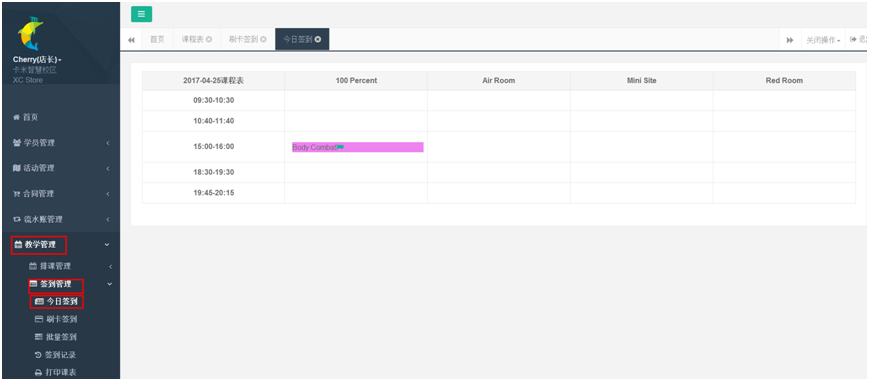 Cherry(店长)
卡米智慧校区
XC Store
首页
学员管理
活动管理
合同管理
流水账管理
教学管理
排课管理
签到管理
今日签到
刷卡签到
批量签到
签到记录
打印课表
首页 课程表 刷卡签到 今日签到 关闭操作
2017-04-25课程表 100 Percent Air Room Mini Site Red Room
09:30-10:30
10:40-11:40
15:00-16:00 Body Combat
18:30-19:30
19:45-20:15